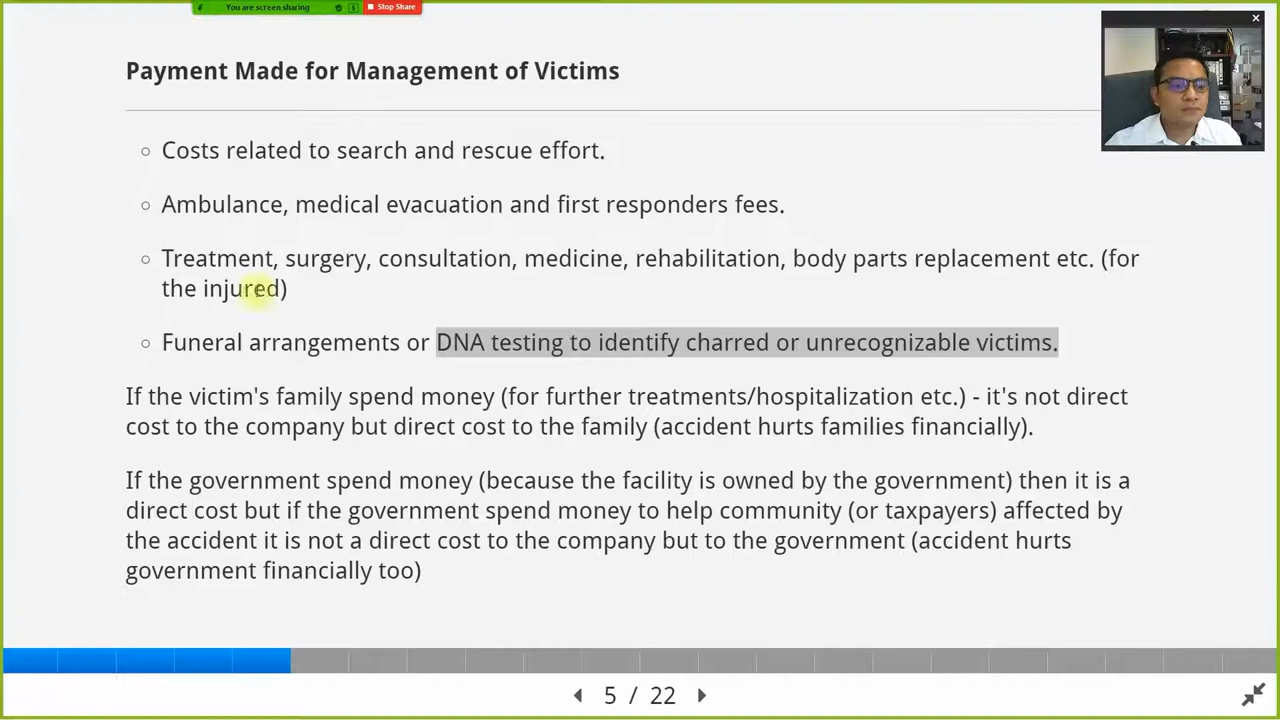 You are screen sharing
Stop Share
Payment Made for Management of Victims
Costs related to search and rescue effort.
Ambulance, medical evacuation and first responders fees.
Treatment, surgery, consultation, medicine, rehabilitation, body parts replacement etc. (for
the injured)
Funeral arrangements or DNA testing to identify charred or unrecognizable victims.
If the victim's family spend money (for further treatments/hospitalization etc.) - it's not direct
cost to the company but direct cost to the family (accident hurts families financially).
If the government spend money (because the facility is owned by the government) then it is a
direct cost but if the government spend money to help community (or taxpayers) affected by
the accident it is not a direct cost to the company but to the government (accident hurts
government financially too)
5 / 22